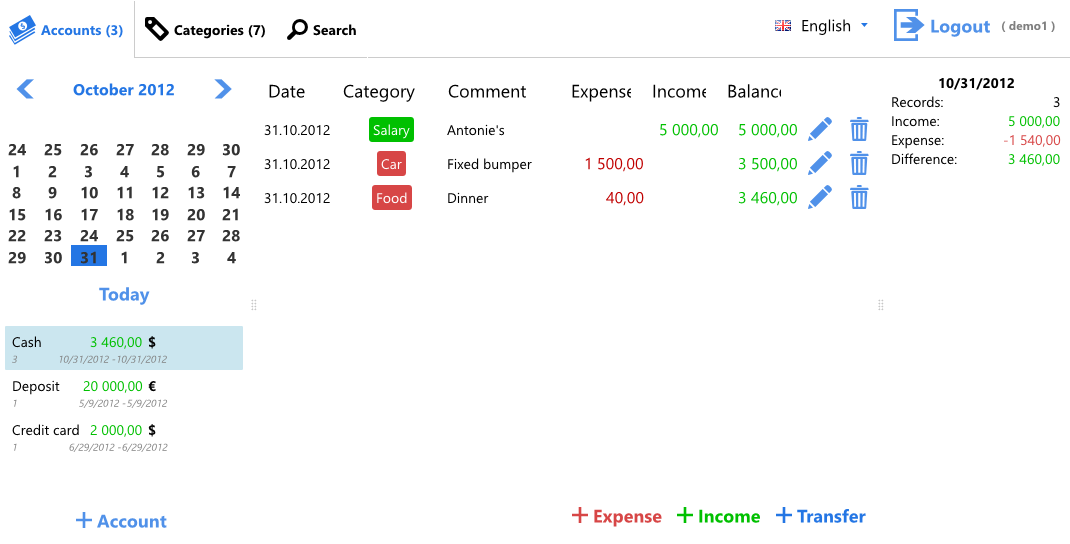 Accounts (3) Categories (7) Search English Logout ( demo1 )
October 2012
24 25 26 27 28 29 30
1 2 3 4 5 6 7
8 9 10 11 12 13 14
15 16 17 18 19 20 21
22 23 24 25 26 27 28
29 30 31 1 2 3 4
Today
Cash 3 460,00 $
3 10/31/2012 -10/31/2012
Deposit 20 000,00 €
1 5/9/2012 -5/9/2012
Credit card 2 000,00 $
1 6/29/2012 -6/29/2012
+ Account
Date Category Comment Expense Income Balanc
31.10.2012 Salary Antonie's 5 000,00 5 000,00
31.10.2012 Car Fixed bumper 1 500,00 3 500,00
31.10.2012 Food Dinner 40,00 3 460,00
+ Expense + Income + Transfer
10/31/2012
Records: 3
Income: 5 000,00
Expense: -1 540,00
Difference: 3 460,00